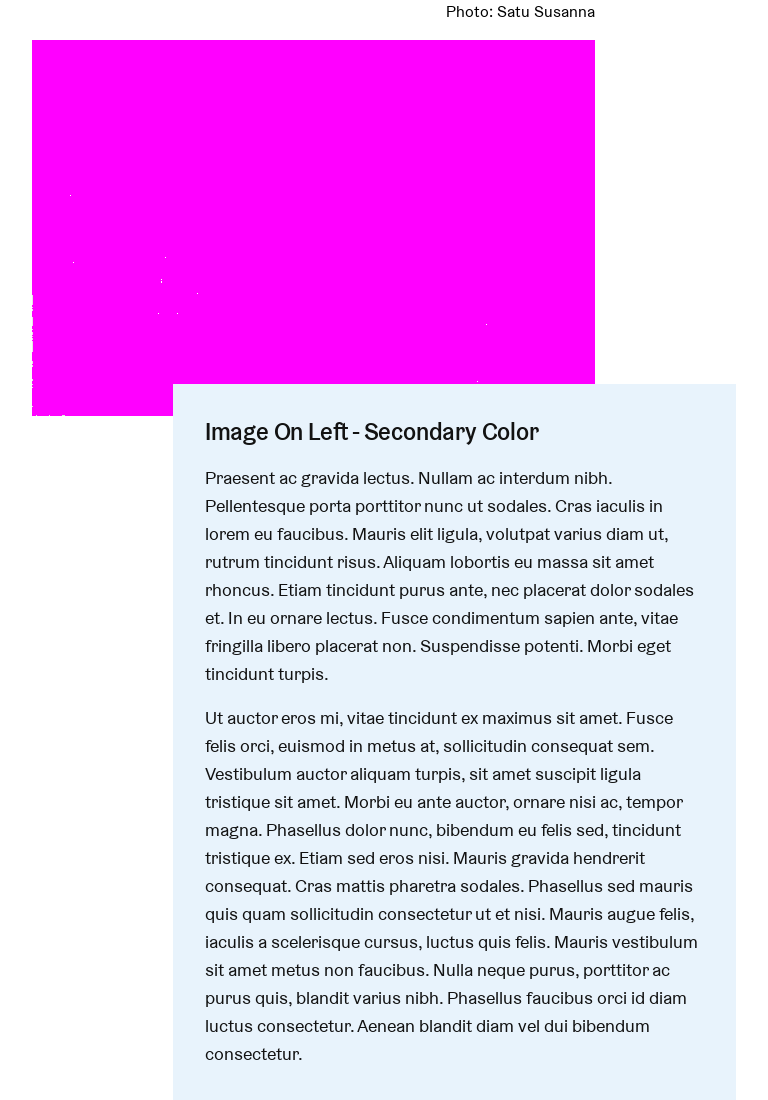 Photo: Satu Susanna
Image On Left - Secondary Color
Praesent ac gravida lectus. Nullam ac interdum nibh.
Pellentesque porta porttitor nunc ut sodales. Cras iaculis in
lorem eu faucibus. Mauris elit ligula, volutpat varius diam ut,
rutrum tincidunt risus. Aliquam lobortis eu massa sit amet
rhoncus. Etiam tincidunt purus ante, nec placerat dolor sodales
et. In eu ornare lectus. Fusce condimentum sapien ante, vitae
fringilla libero placerat non. Suspendisse potenti. Morbi eget
tincidunt turpis.
Ut auctor eros mi, vitae tincidunt ex maximus sit amet. Fusce
felis orci, euismod in metus at, sollicitudin consequat sem.
Vestibulum auctor aliquam turpis, sit amet suscipit ligula
tristique sit amet. Morbi eu ante auctor, ornare nisi ac, tempor
magna. Phasellus dolor nunc, bibendum eu felis sed, tincidunt
tristique ex. Etiam sed eros nisi. Mauris gravida hendrerit
consequat. Cras mattis pharetra sodales. Phasellus sed mauris
quis quam sollicitudin consectetur ut et nisi. Mauris augue felis,
iaculis a scelerisque cursus, luctus quis felis. Mauris vestibulum
sit amet metus non faucibus. Nulla neque purus, porttitor ac
purus quis, blandit varius nibh. Phasellus faucibus orci id diam
luctus consectetur. Aenean blandit diam vel dui bibendum
consectetur.